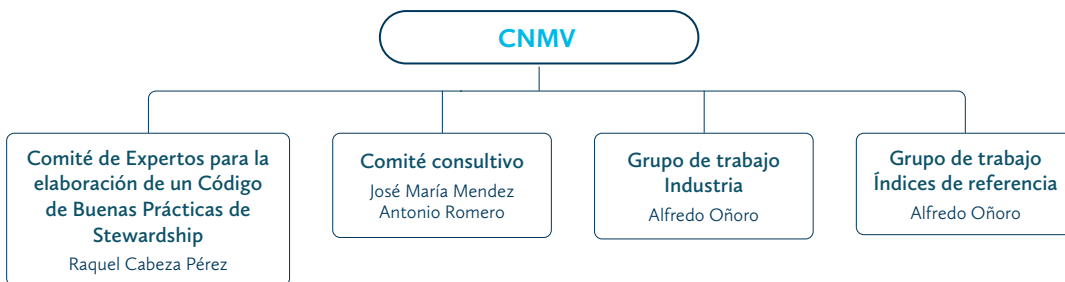 CNMV
Comité de Expertos para la
elaboración de un Código
de Buenas Prácticas de
Stewardship
Raquel Cabeza Pérez
Comité consultivo
José María Mendez
Antonio Romero
Grupo de trabajo
Industria
Alfredo Oñoro
Grupo de trabajo
Índices de referencia
Alfredo Oñoro